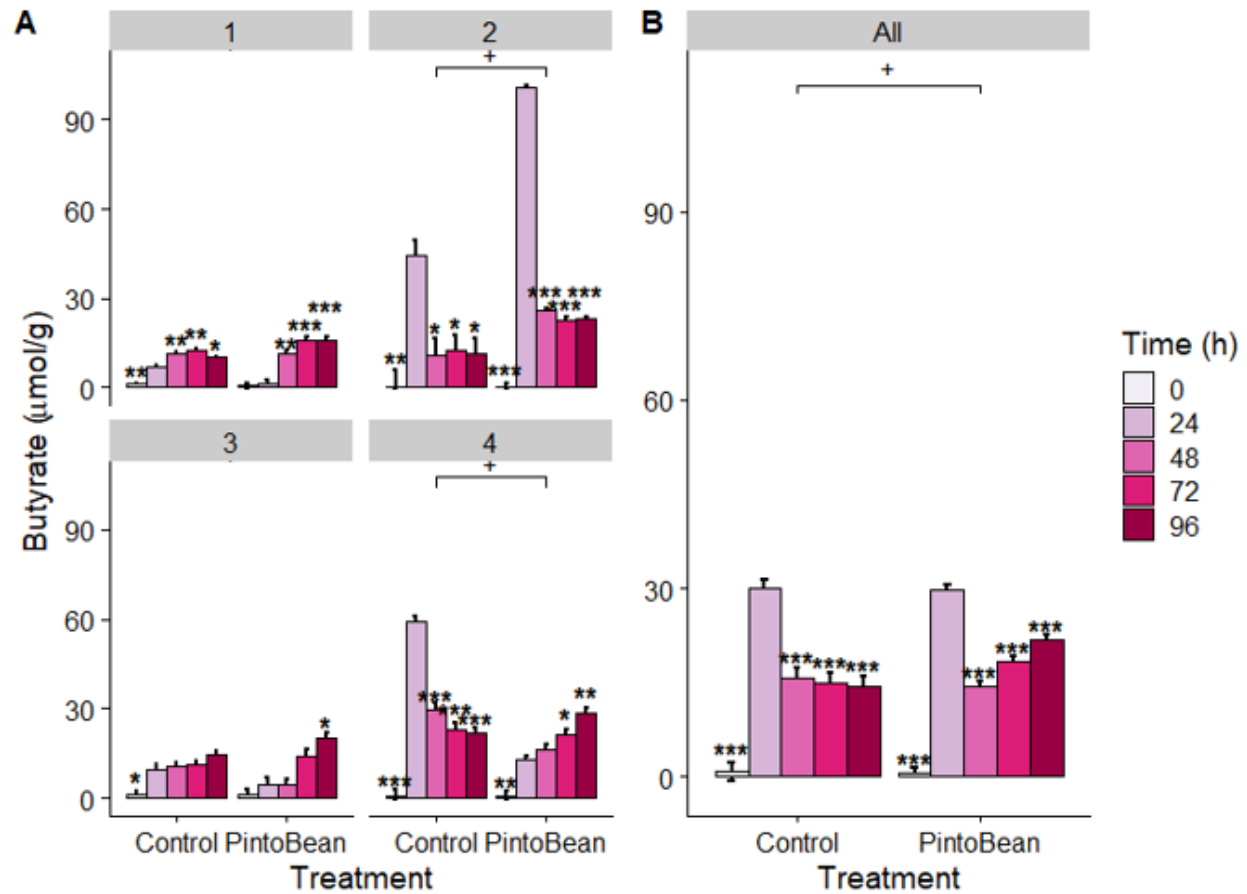 A
1
2
B
All
+
+
90
60
30
0
** ** ** * ** *** ***
** * * * *** *** *** ***
90
60
30
0
*** *** *** ***
*** *** *** ***
3
4
+
90
60
30
0
* *
*** *** *** *** ** * **
Butyrate (μmol/g)
Control PintoBean
Control PintoBean
Control
PintoBean
Treatment
Treatment
Time (h)
0
24
48
72
96